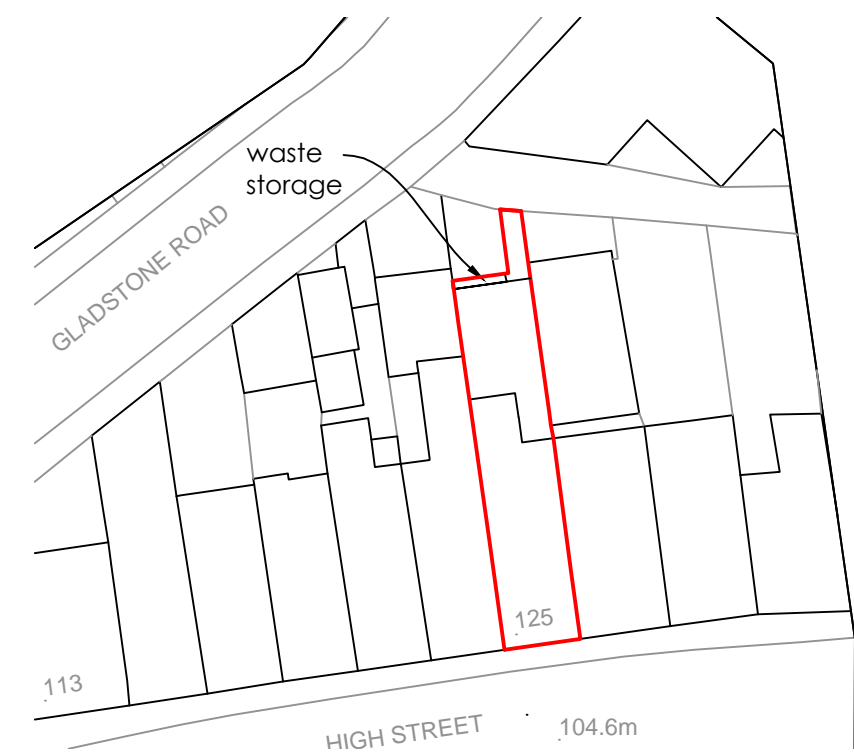 waste
storage
GLADSTONE ROAD
125
113
HIGH STREET
104.6m